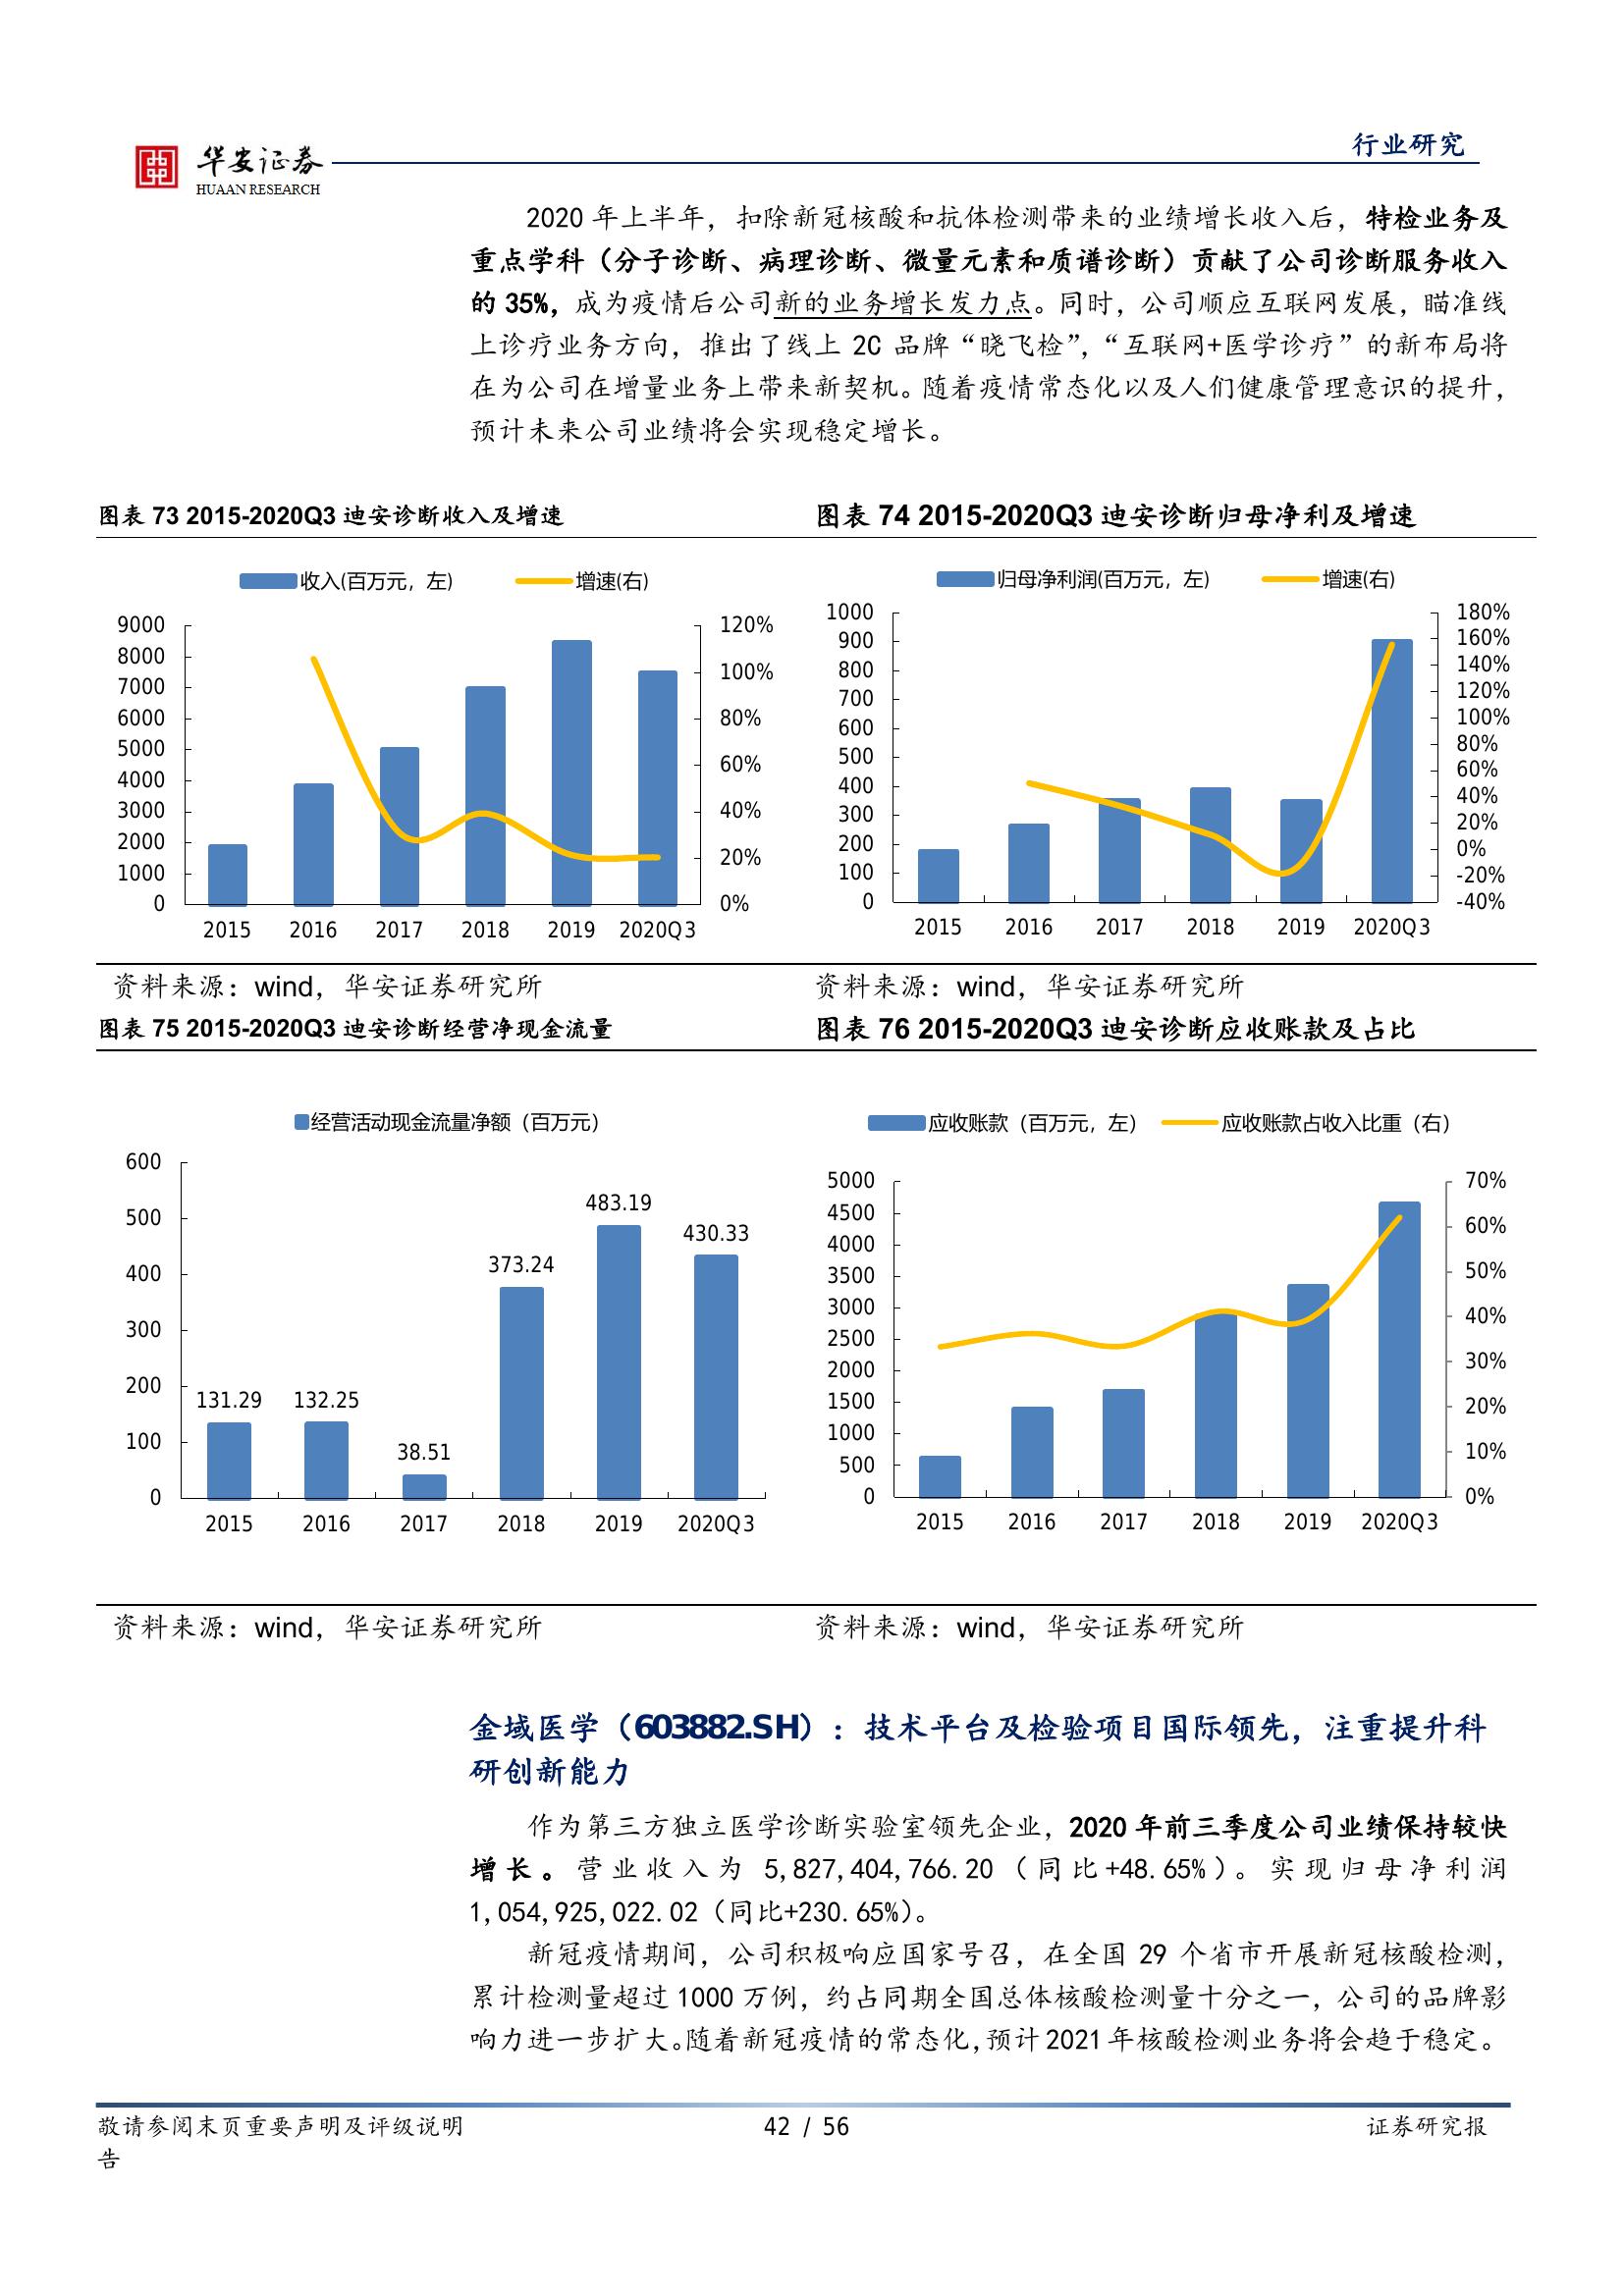 华安证券
HUAAN RESEARCH
行业研究
2020 年上半年，扣除新冠核酸和抗体检测带来的业绩增长收入后，特检业务及
重点学科（分子诊断、病理诊断、微量元素和质谱诊断）贡献了公司诊断服务收入
的 35%，成为疫情后公司新的业务增长发力点。同时，公司顺应互联网发展，瞄准线
上诊疗业务方向，推出了线上 2C 品牌“晓飞检”，“互联网+医学诊疗”的新布局将
在为公司在增量业务上带来新契机。随着疫情常态化以及人们健康管理意识的提升，
预计未来公司业绩将会实现稳定增长。
图表 73 2015-2020Q3 迪安诊断收入及增速
收入(百万元，左) 增速(右)
9000
8000
7000
6000
5000
4000
3000
2000
1000
0
120%
100%
80%
60%
40%
20%
0%
2015 2016 2017 2018 2019 2020Q3
资料来源：wind，华安证券研究所
图表 74 2015-2020Q3 迪安诊断归母净利及增速
归母净利润(百万元，左) 增速(右)
1000
900
800
700
600
500
400
300
200
100
0
180%
160%
140%
120%
100%
80%
60%
40%
20%
0%
-20%
-40%
2015 2016 2017 2018 2019 2020Q3
资料来源：wind，华安证券研究所
图表 75 2015-2020Q3 迪安诊断经营净现金流量
经营活动现金流量净额（百万元）
600
500
400
300
200
100
0
131.29 132.25 38.51 373.24 483.19 430.33
2015 2016 2017 2018 2019 2020Q3
资料来源：wind，华安证券研究所
图表 76 2015-2020Q3 迪安诊断应收账款及占比
应收账款（百万元，左） 应收账款占收入比重（右）
5000
4500
4000
3500
3000
2500
2000
1500
1000
500
0
70%
60%
50%
40%
30%
20%
10%
0%
2015 2016 2017 2018 2019 2020Q3
资料来源：wind，华安证券研究所
金域医学（603882.SH）：技术平台及检验项目国际领先，注重提升科
研创新能力
作为第三方独立医学诊断实验室领先企业，2020 年前三季度公司业绩保持较快
增长。营业收入为 5,827,404,766.20（同比+48.65%）。实现归母净利润
1,054,925,022.02（同比+230.65%）。
新冠疫情期间，公司积极响应国家号召，在全国 29 个省市开展新冠核酸检测，
累计检测量超过 1000 万例，约占同期全国总体核酸检测量十分之一，公司的品牌影
响力进一步扩大。随着新冠疫情的常态化，预计 2021 年核酸检测业务将会趋于稳定。
敬请参阅末页重要声明及评级说明 42 / 56 证券研究报
告